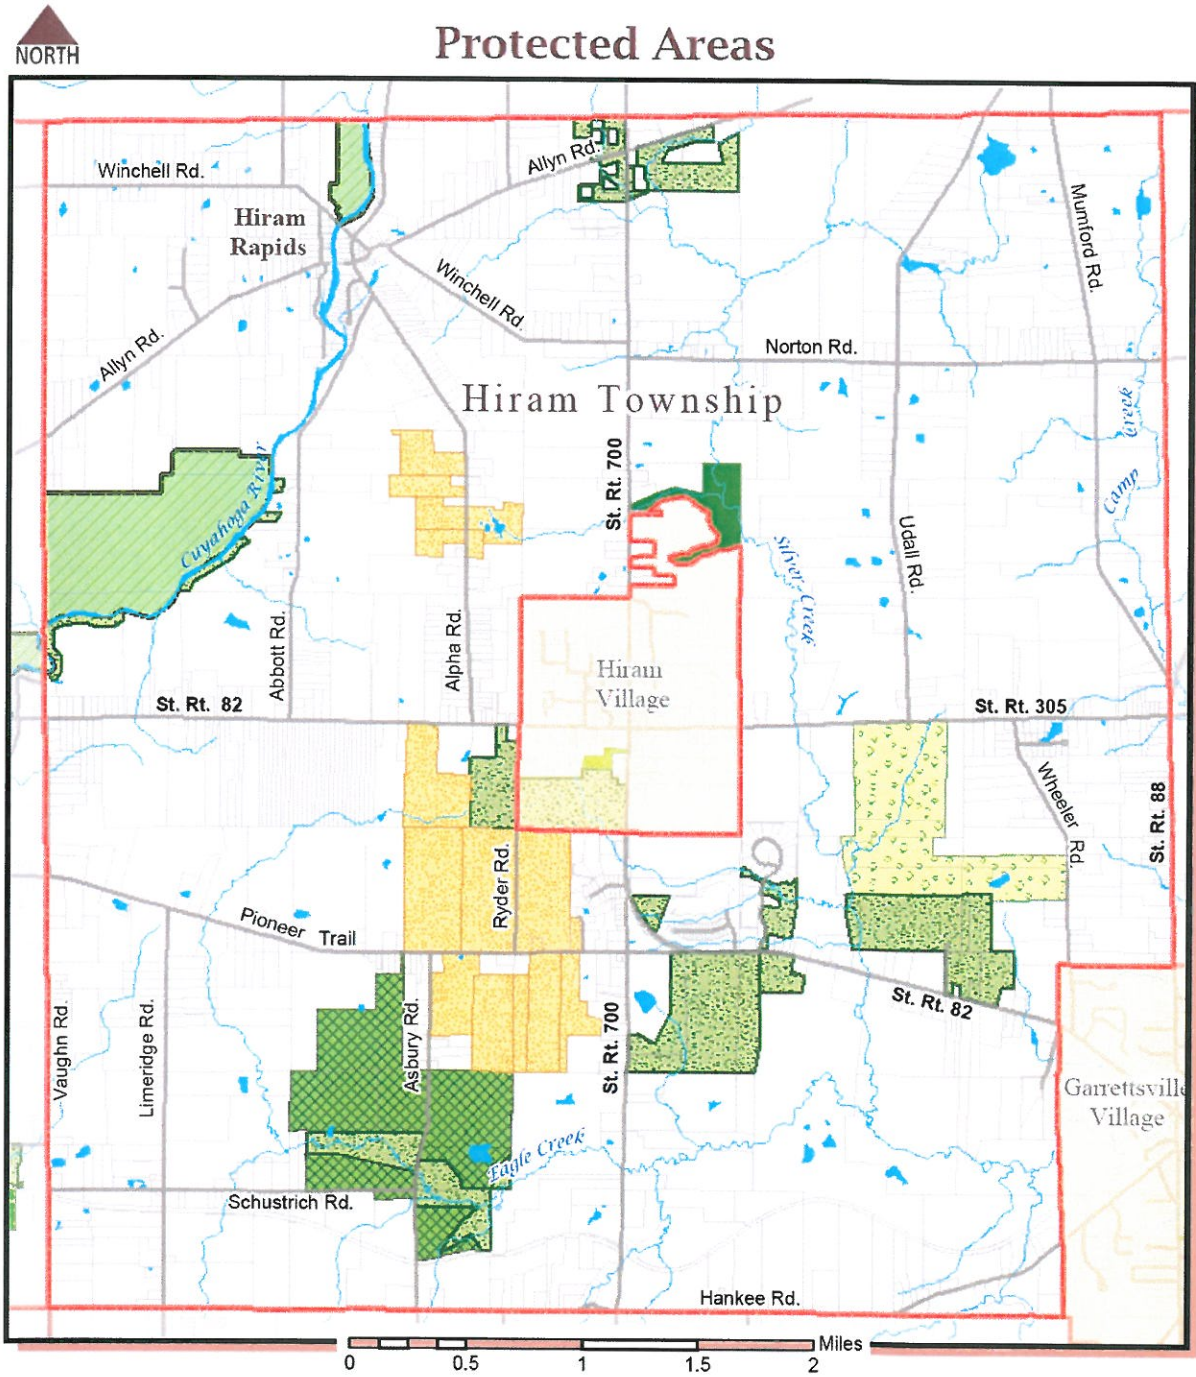 NORTH
Protected Areas
Winchell Rd.
Allyn Rd.
Hiram
Rapids
Mumford Rd.
Winchell Rd.
Allyn Rd.
Norton Rd.
Hiram Township
Creek
Camp
St. Rt. 700
Cuyahoga River
Udall Rd.
Silver Creek
Abbott Rd.
Alpha Rd.
Hiram
Village
St. Rt. 82
St. Rt. 305
Wheeler
Rd.
St. Rt. 88
Ryder Rd.
Pioneer Trail
St. Rt. 82
Vaughn Rd.
Limeridge Rd.
Asbury Rd.
St. Rt. 700
Garrettsville
Village
Eagle Creek
Schustrich Rd.
Hankee Rd.
Miles
0 0.5 1 1.5 2